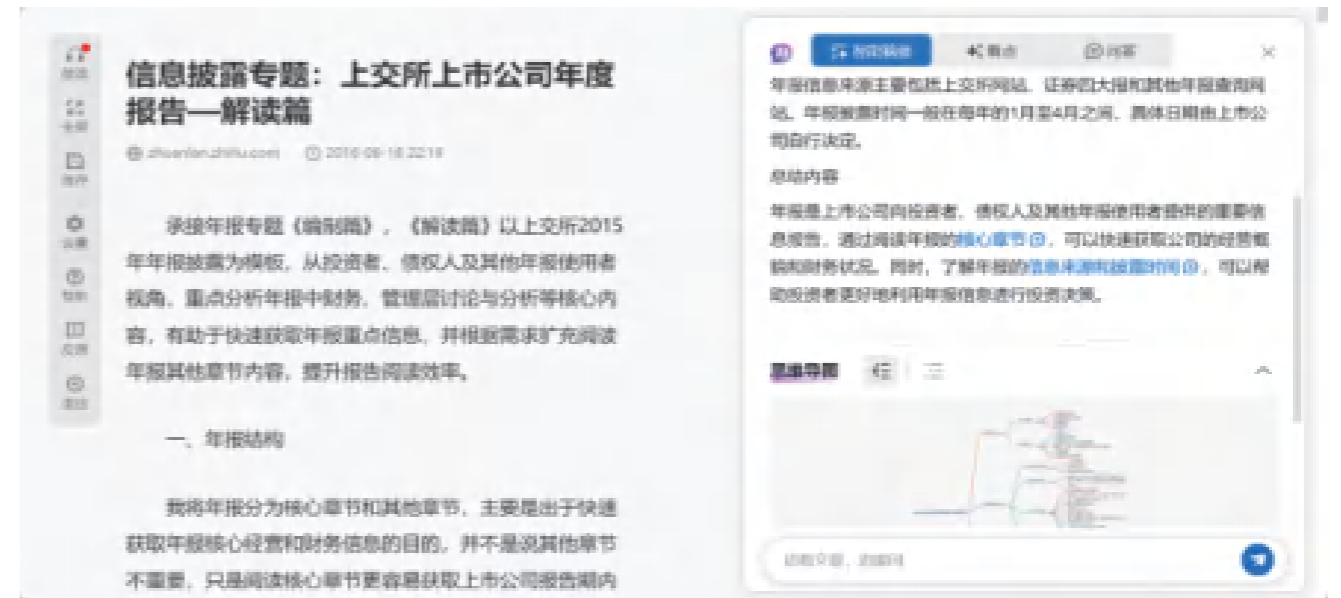 信息披露专题：上交所上市公司年度
报告—解读篇
zhuanlan.zhihu.com 2016-08-18 22:19
承接年报专题《编制篇》，《解读篇》以上交所2015
年年报披露为模板，从投资者、债权人及其他年报使用者
视角，重点分析年报中财务、管理层讨论与分析等核心内
容，有助于快速获取年报重点信息，并根据需求扩充阅读
年报其他章节内容，提升报告阅读效率。
一、年报结构
我将年报分为核心章节和其他章节，主要是出于快速
获取年报核心经营和财务信息的目的，并不是说其他章节
不重要，只是阅读核心章节更容易获取上市公司报告期内
看点
问答
年报信息来源主要包括上交所网站、证券四大报和其他年报查询网
站。年报披露时间一般在每年的1月至4月之间，具体日期由上市公
司自行决定。
总结内容
年报是上市公司向投资者、债权人及其他年报使用者提供的重要信
息报告，通过阅读年报的核心章节，可以快速获取公司的经营概
貌和财务状况。同时，了解年报的信息来源和披露时间，可以帮
助投资者更好地利用年报信息进行投资决策。
思维导图